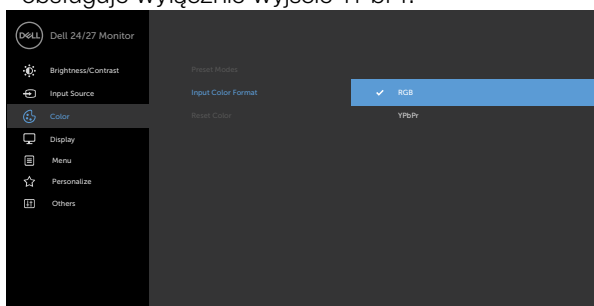 obsługuje wyłącznie wyjście YPbPr.
DELL
Dell 24/27 Monitor
Brightness/Contrast
Preset Modes
Input Source
Input Color Format
RGB
Color
Reset Color
YPbPr
Display
Menu
Personalize
Others